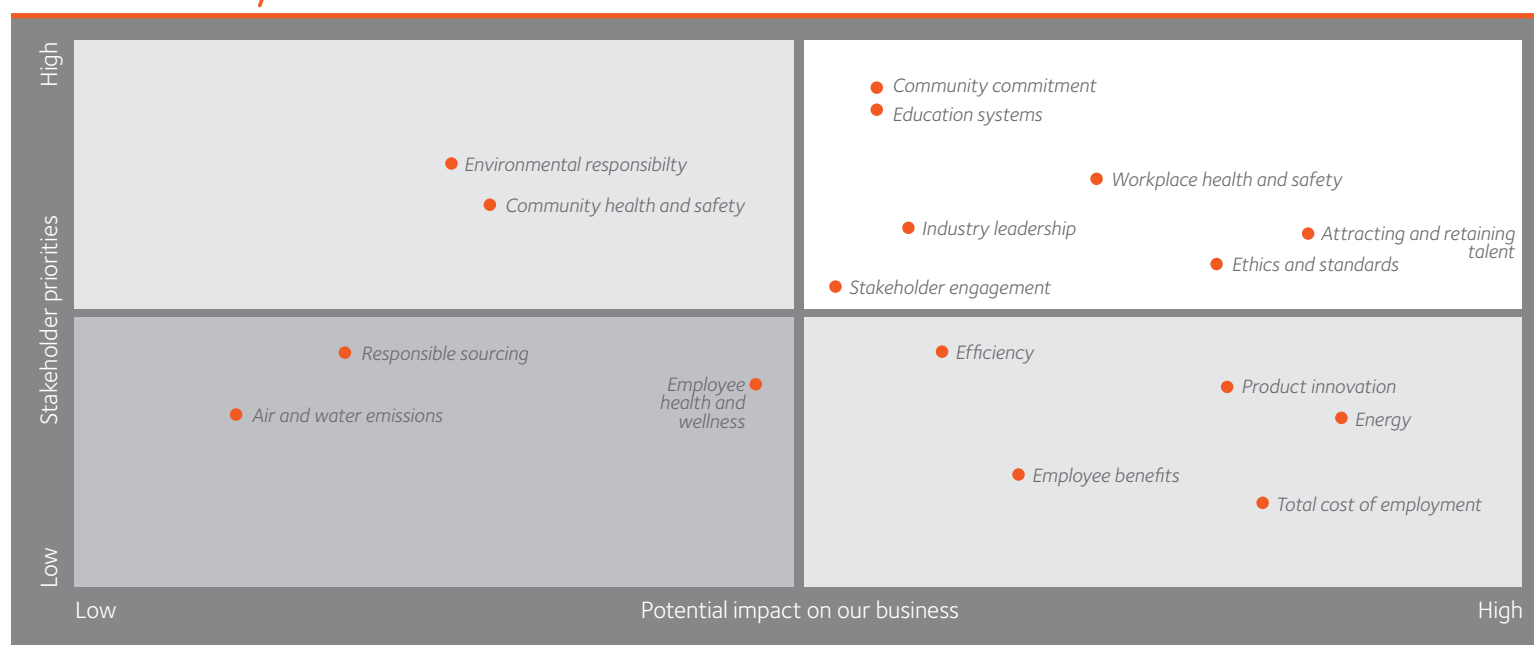 High
Stakeholder priorities
Low
Community commitment
Education systems
Environmental responsibilty
Workplace health and safety
Community health and safety
Industry leadership
Attracting and retaining
talent
Ethics and standards
Stakeholder engagement
Responsible sourcing
Efficiency
Employee
health and
wellness
Product innovation
Air and water emissions
Energy
Employee benefits
Total cost of employment
Low
Potential impact on our business
High